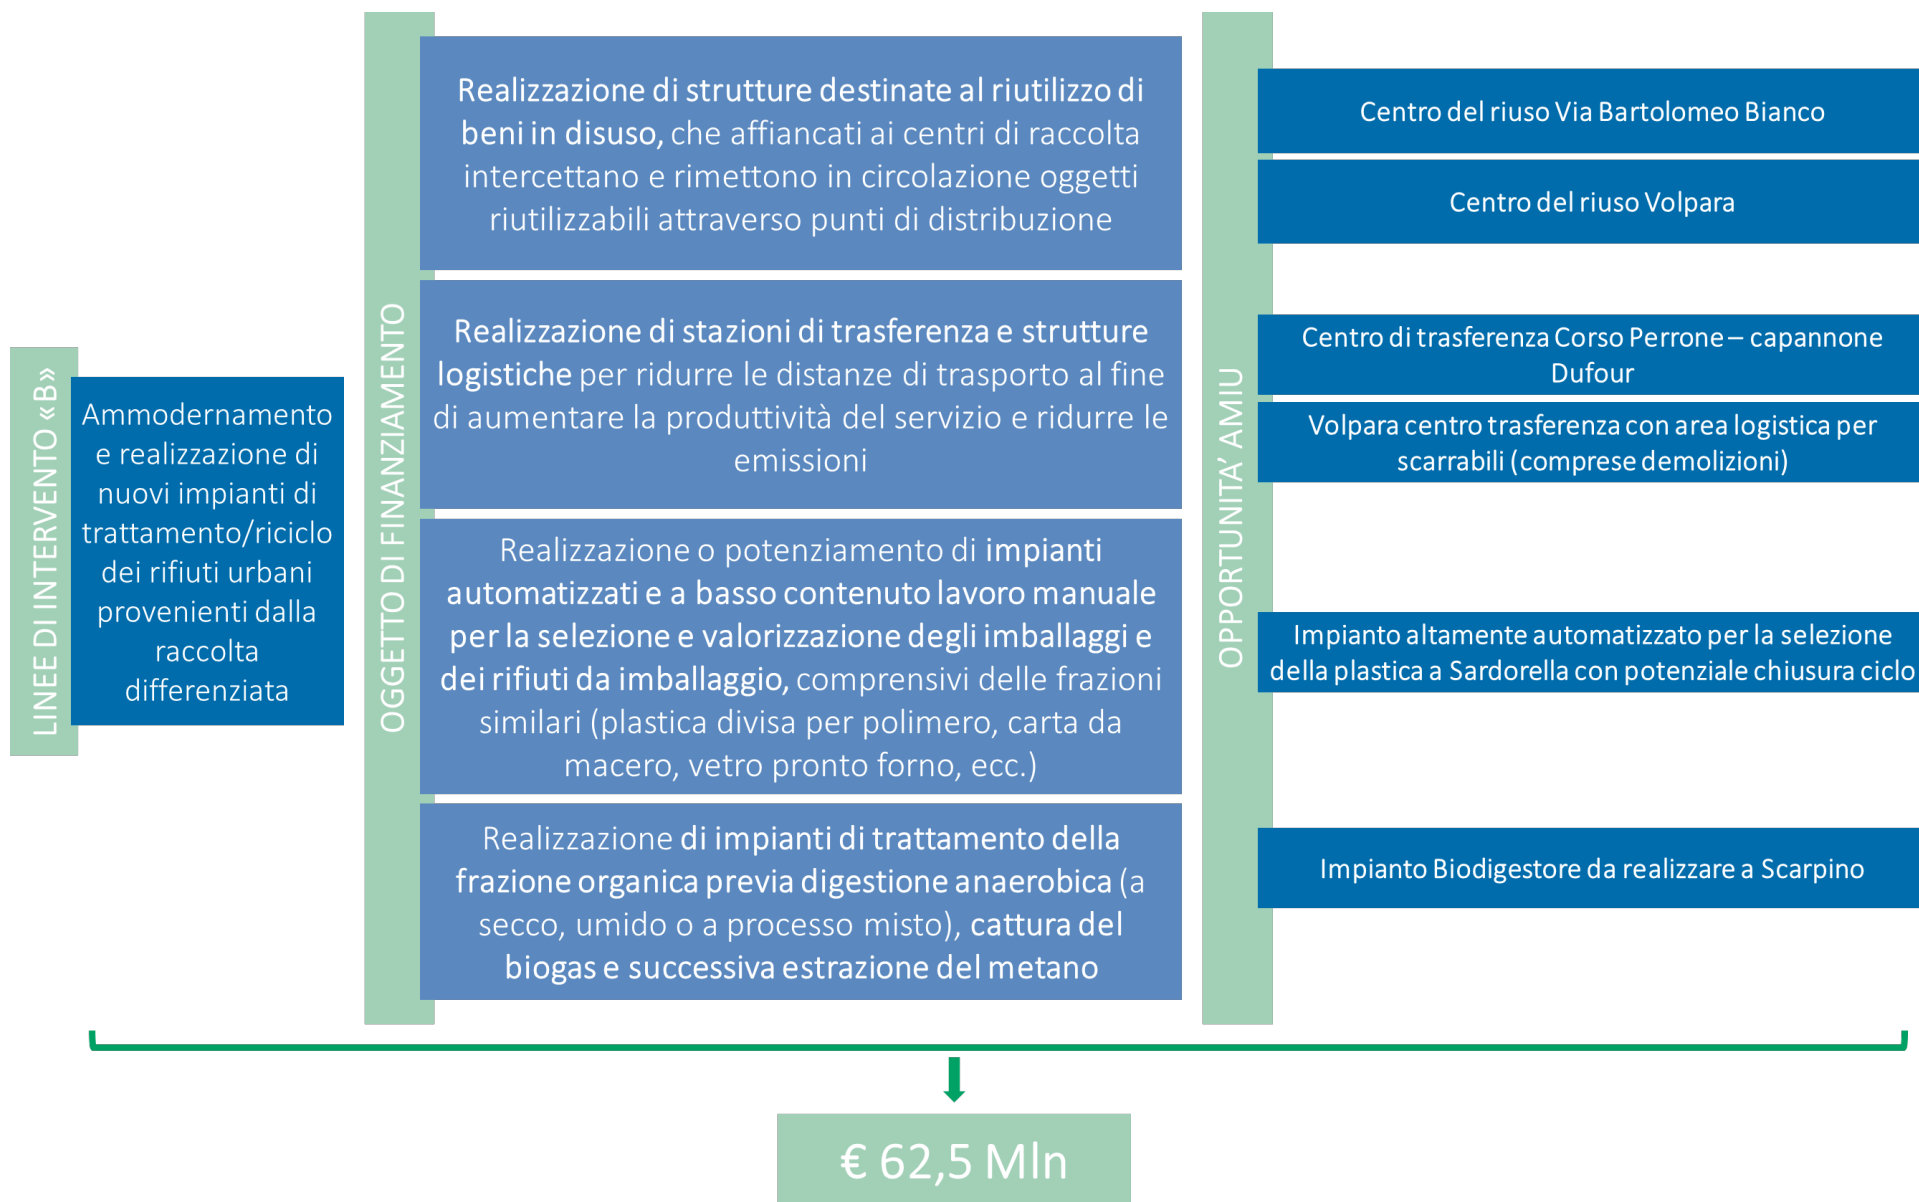 LINEE DI INTERVENTO «B»
Ammodernamento
e realizzazione di
nuovi impianti di
trattamento/riciclo
dei rifiuti urbani
provenienti dalla
raccolta
differenziata
OGGETTO DI FINANZIAMENTO
Realizzazione di strutture destinate al riutilizzo di
beni in disuso, che affiancati ai centri di raccolta
intercettano e rimettono in circolazione oggetti
riutilizzabili attraverso punti di distribuzione
Realizzazione di stazioni di trasferenza e strutture
logistiche per ridurre le distanze di trasporto al fine
di aumentare la produttività del servizio e ridurre le
emissioni
Realizzazione o potenziamento di impianti
automatizzati e a basso contenuto lavoro manuale
per la selezione e valorizzazione degli imballaggi e
dei rifiuti da imballaggio, comprensivi delle frazioni
similari (plastica divisa per polimero, carta da
macero, vetro pronto forno, ecc.)
Realizzazione di impianti di trattamento della
frazione organica previa digestione anaerobica (a
secco, umido o a processo misto), cattura del
biogas e successiva estrazione del metano
OPPORTUNITA’ AMIU
Centro del riuso Via Bartolomeo Bianco
Centro del riuso Volpara
Centro di trasferenza Corso Perrone – capannone
Dufour
Volpara centro trasferenza con area logistica per
scarrabili (comprese demolizioni)
Impianto altamente automatizzato per la selezione
della plastica a Sardorella con potenziale chiusura ciclo
Impianto Biodigestore da realizzare a Scarpino
€ 62,5 Mln